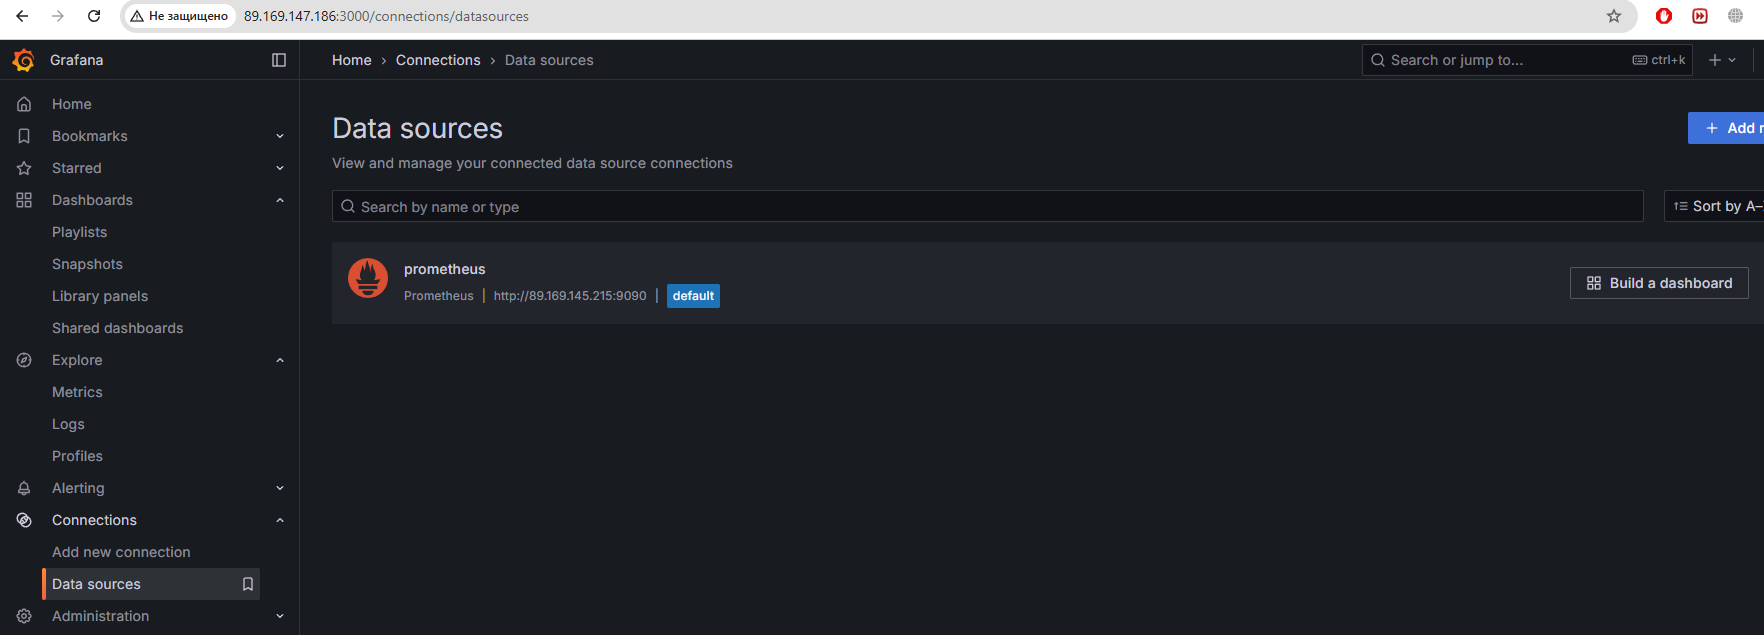 Не защищено 89.169.147.186:3000/connections/datasources
Grafana
Home › Connections › Data sources
Search or jump to... ctrl+k
Home
Bookmarks
Starred
Dashboards
Playlists
Snapshots
Library panels
Shared dashboards
Explore
Metrics
Logs
Profiles
Alerting
Connections
Add new connection
Data sources
Administration
Data sources
Add
View and manage your connected data source connections
Search by name or type
Sort by A–
prometheus
Prometheus | http://89.169.145.215:9090 | default
Build a dashboard